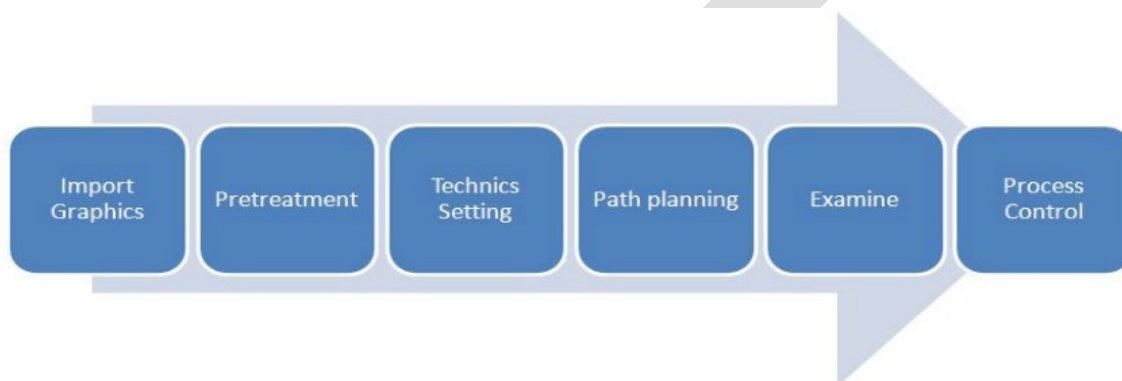 Import
Graphics
Pretreatment
Technics
Setting
Path planning
Examine
Process
Control